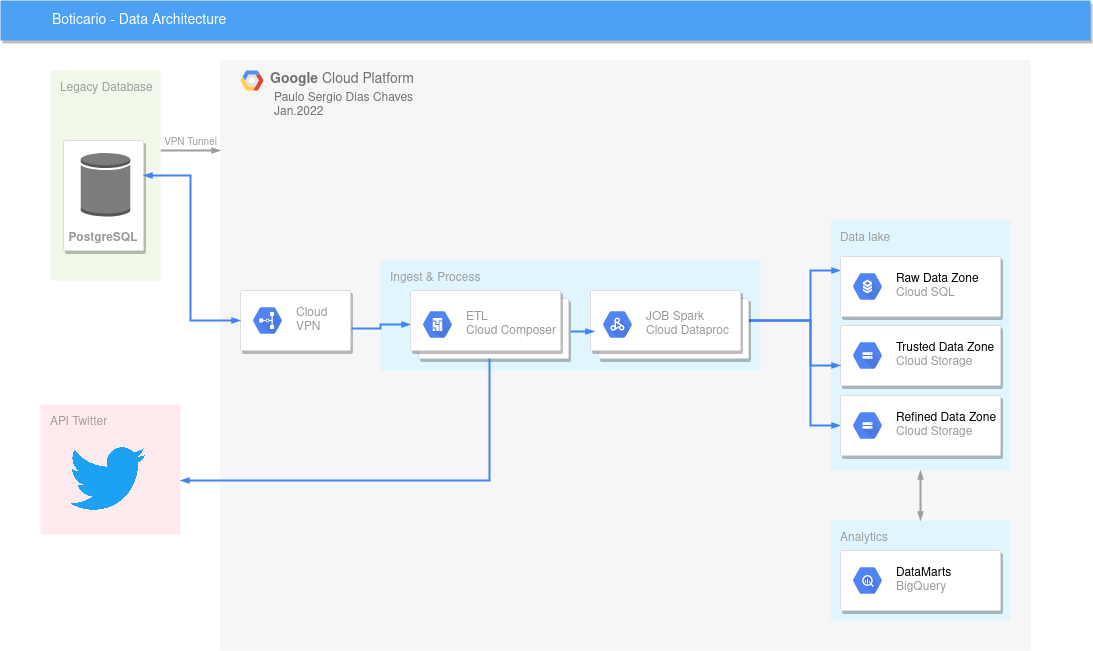 Boticario - Data Architecture
Legacy Database
PostgreSQL
VPN Tunnel
Google Cloud Platform
Paulo Sergio Dias Chaves
Jan.2022
Cloud
VPN
Ingest & Process
ETL
Cloud Composer
JOB Spark
Cloud Dataproc
Data lake
Raw Data Zone
Cloud SQL
Trusted Data Zone
Cloud Storage
Refined Data Zone
Cloud Storage
API Twitter
Analytics
DataMarts
BigQuery